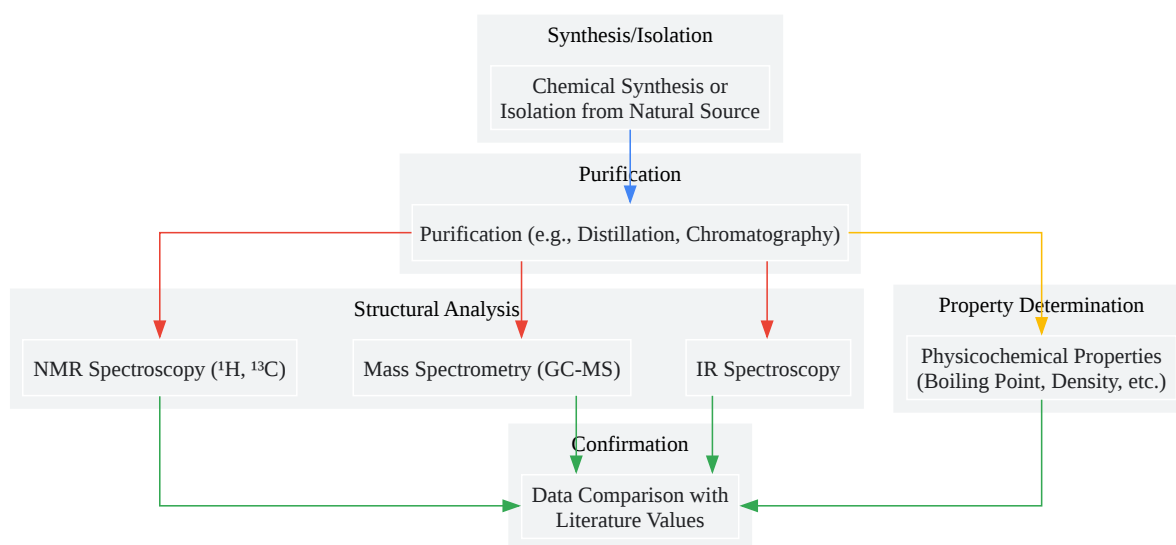 Synthesis/Isolation
Chemical Synthesis or
Isolation from Natural Source
Purification
Purification (e.g., Distillation, Chromatography)
Structural Analysis
Property Determination
NMR Spectroscopy (¹H, ¹³C)
Mass Spectrometry (GC-MS)
IR Spectroscopy
Physicochemical Properties
(Boiling Point, Density, etc.)
Confirmation
Data Comparison with
Literature Values